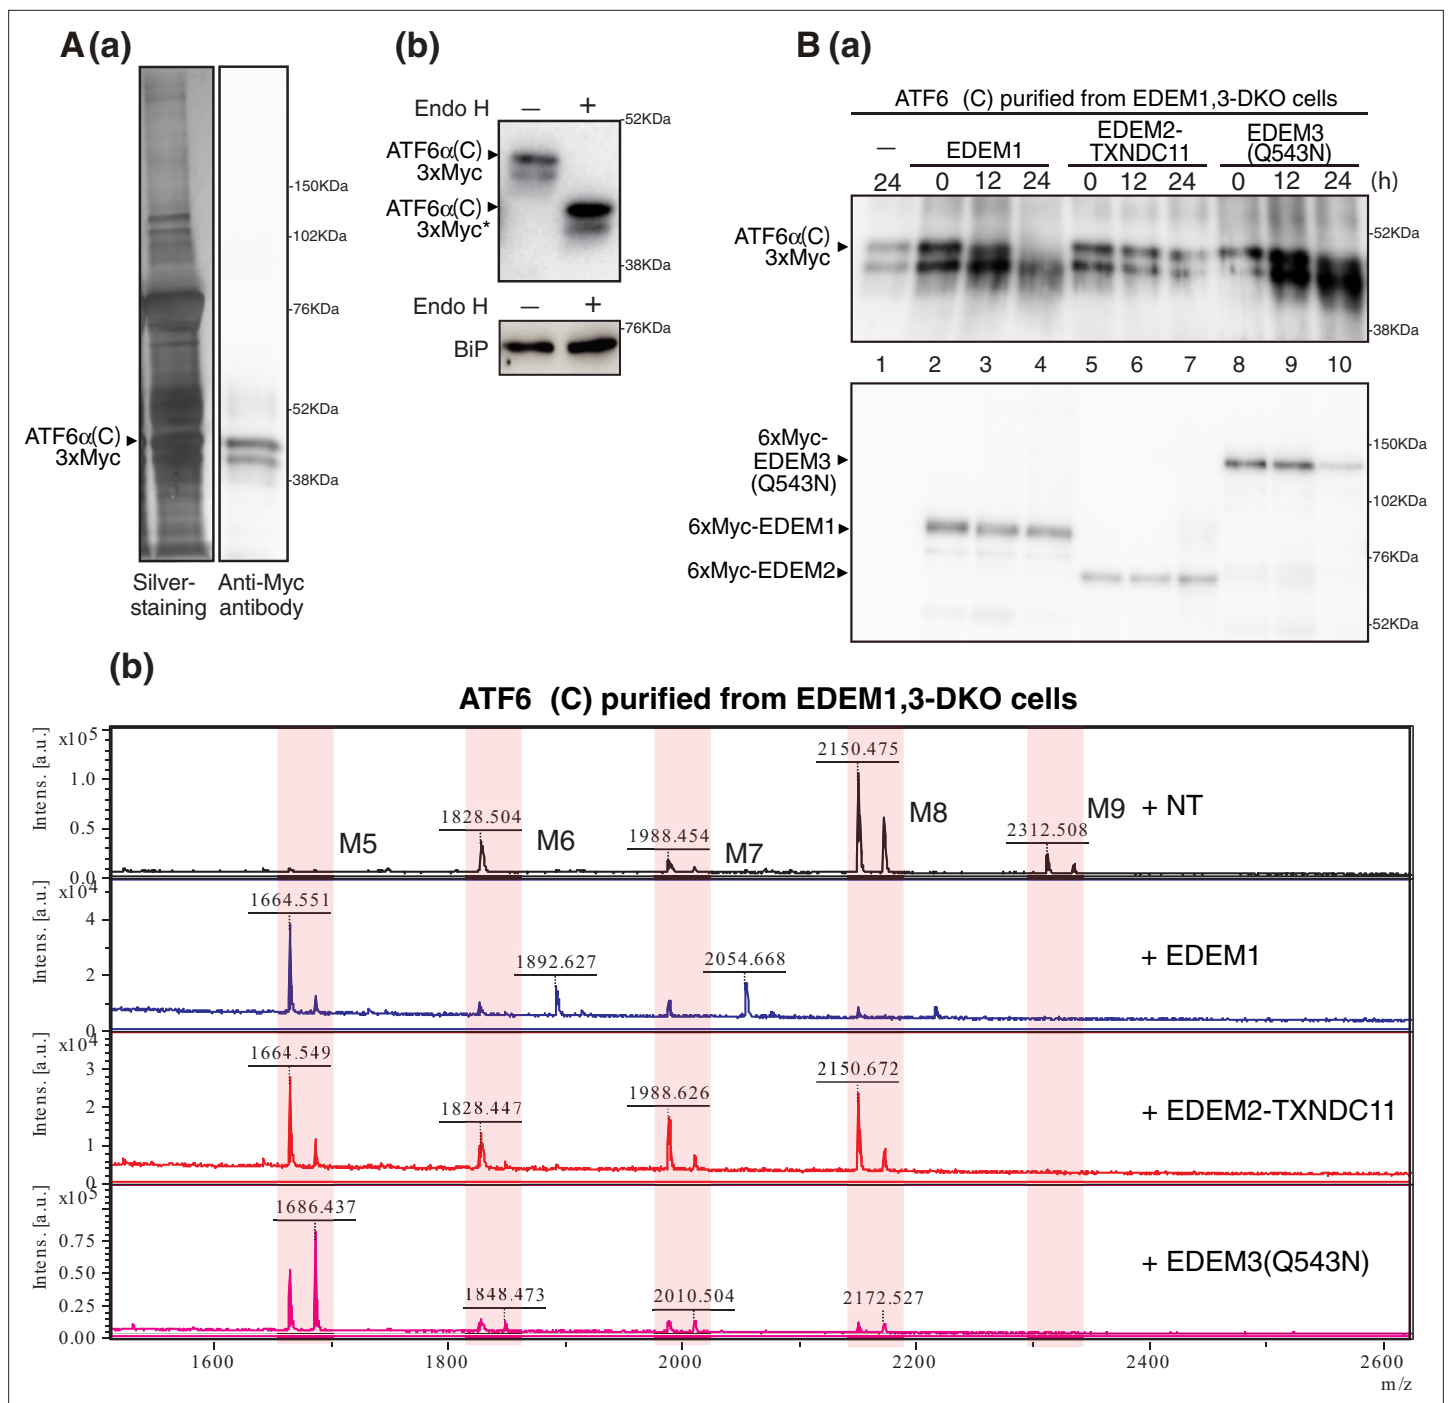 A (a)
(b)
B (a)
Endo H — +
52KDa
ATF6α(C)
3xMyc
ATF6α(C)
3xMyc*
38KDa
Endo H — +
76KDa
BiP
150KDa
102KDa
76KDa
52KDa
38KDa
ATF6α(C)
3xMyc
Silver-
staining
Anti-Myc
antibody
ATF6 (C) purified from EDEM1,3-DKO cells
— EDEM1
EDEM2-
TXNDC11
EDEM3
(Q543N)
24 0 12 24 0 12 24 0 12 24 (h)
ATF6α(C)
3xMyc
52KDa
38KDa
1 2 3 4 5 6 7 8 9 10
6xMyc-
EDEM3
(Q543N)
6xMyc-EDEM1
6xMyc-EDEM2
150KDa
102KDa
76KDa
52KDa
(b)
ATF6 (C) purified from EDEM1,3-DKO cells
Intens. [a.u.]
x10⁵
1.0
0.5
0.0
1828.504
1988.454
2150.475
2312.508
M5
M6
M7
M8
M9
+ NT
Intens. [a.u.]
x10⁴
4
2
0
1664.551
1892.627
2054.668
+ EDEM1
Intens. [a.u.]
x10⁴
3
2
1
0
1664.549
1828.447
1988.626
2150.672
+ EDEM2-TXNDC11
Intens. [a.u.]
x10⁵
0.75
0.50
0.25
0.00
1686.437
1848.473
2010.504
2172.527
+ EDEM3(Q543N)
1600 1800 2000 2200 2400 2600
m/z